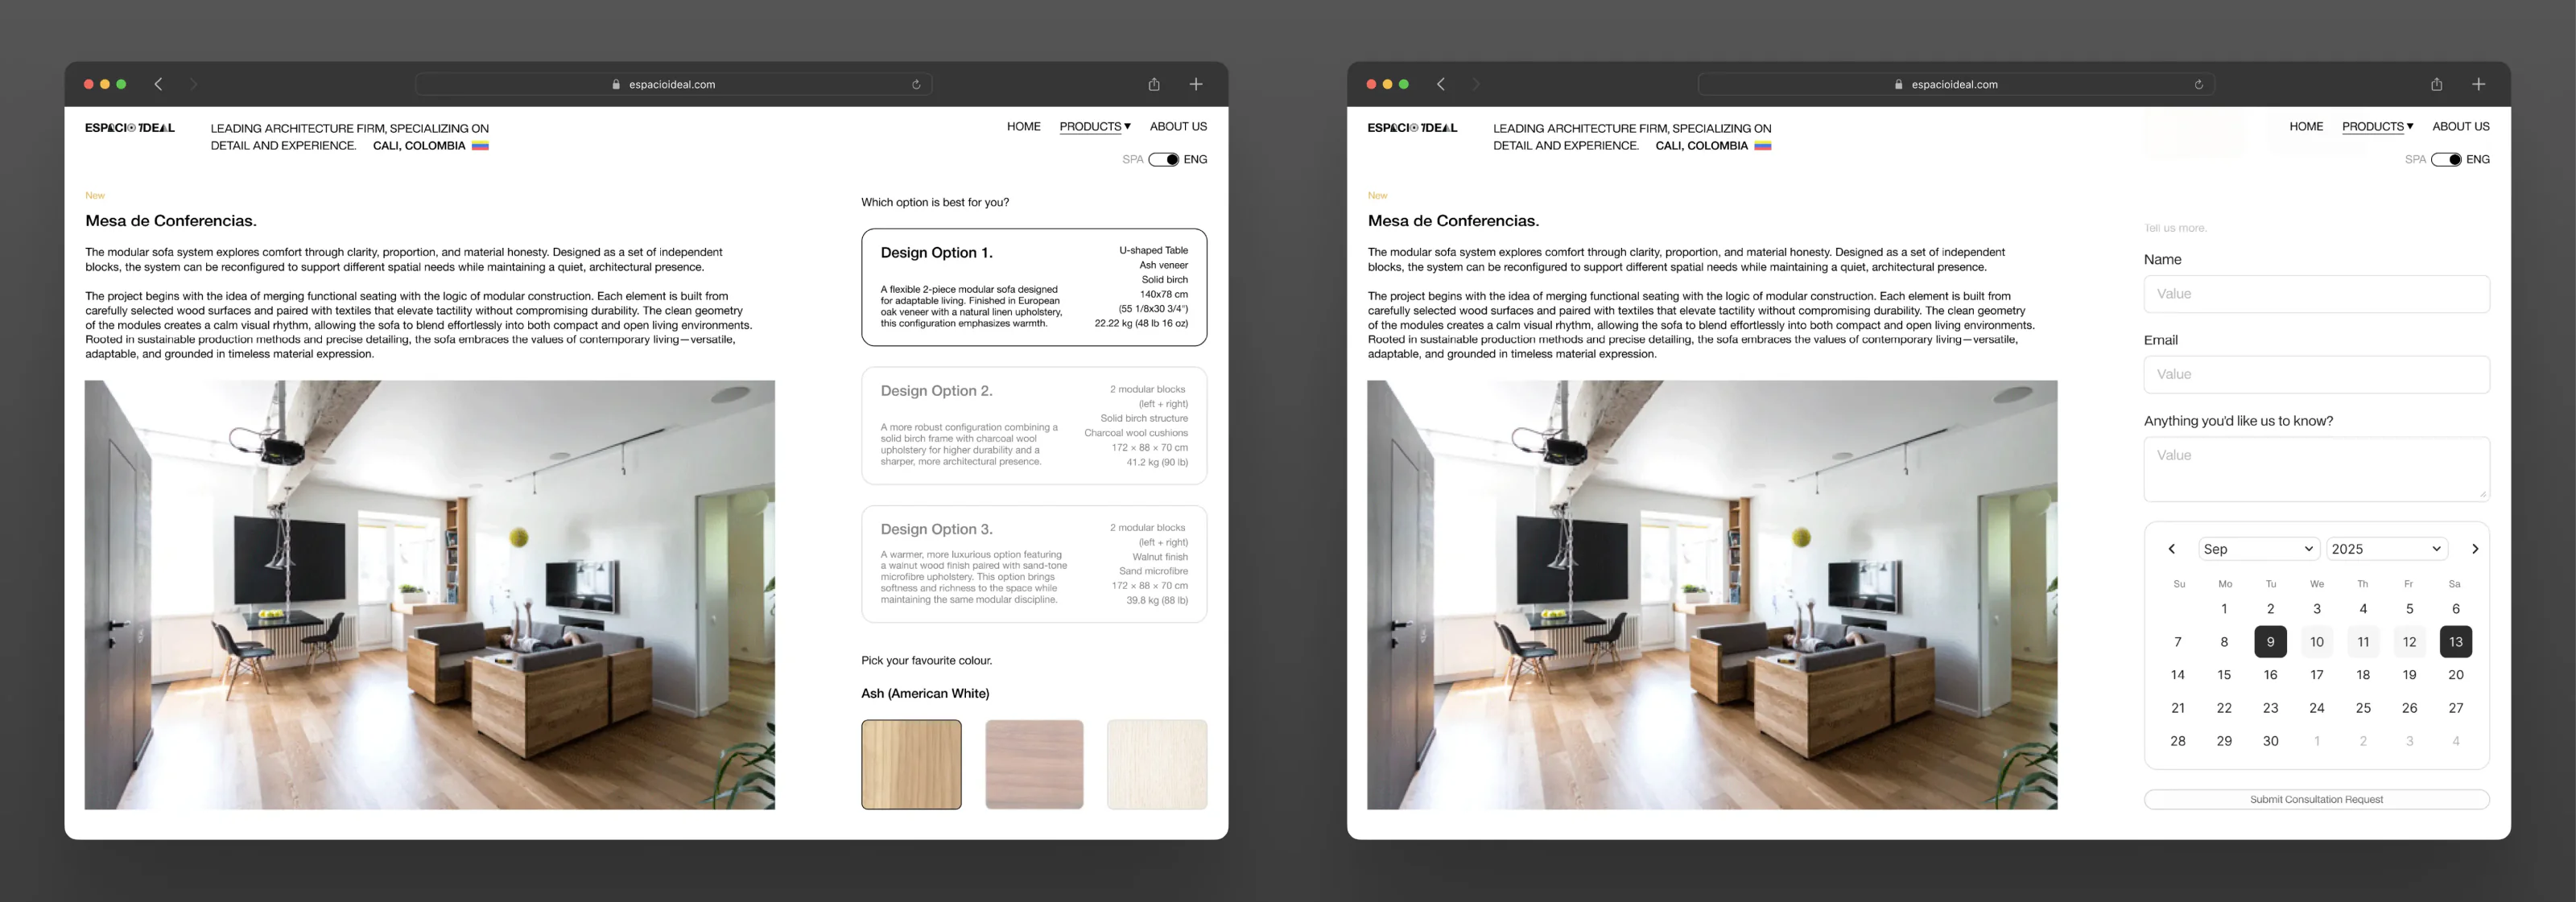 espacioideal.com
ESPACIO IDEAL
LEADING ARCHITECTURE FIRM, SPECIALIZING ON
DETAIL AND EXPERIENCE. CALI, COLOMBIA
HOME PRODUCTS▼ ABOUT US
SPA ENG
New
Mesa de Conferencias.
The modular sofa system explores comfort through clarity, proportion, and material honesty. Designed as a set of independent
blocks, the system can be reconfigured to support different spatial needs while maintaining a quiet, architectural presence.
The project begins with the idea of merging functional seating with the logic of modular construction. Each element is built from
carefully selected wood surfaces and paired with textiles that elevate tactility without compromising durability. The clean geometry
of the modules creates a calm visual rhythm, allowing the sofa to blend effortlessly into both compact and open living environments.
Rooted in sustainable production methods and precise detailing, the sofa embraces the values of contemporary living—versatile,
adaptable, and grounded in timeless material expression.
Which option is best for you?
Design Option 1.
A flexible 2-piece modular sofa designed
for adaptable living. Finished in European
oak veneer with a natural linen upholstery,
this configuration emphasizes warmth.
U-shaped Table
Ash veneer
Solid birch
140x78 cm
(55 1/8x30 3/4")
22.22 kg (48 lb 16 oz)
Design Option 2.
A more robust configuration combining a
solid birch frame with charcoal wool
upholstery for higher durability and a
sharper, more architectural presence.
2 modular blocks
(left + right)
Solid birch structure
Charcoal wool cushions
172 × 88 × 70 cm
41.2 kg (90 lb)
Design Option 3.
A warmer, more luxurious option featuring
a walnut wood finish paired with sand-tone
microfibre upholstery. This option brings
softness and richness to the space while
maintaining the same modular discipline.
2 modular blocks
(left + right)
Walnut finish
Sand microfibre
172 × 88 × 70 cm
39.8 kg (88 lb)
Pick your favourite colour.
Ash (American White)
espacioideal.com
ESPACIO IDEAL
LEADING ARCHITECTURE FIRM, SPECIALIZING ON
DETAIL AND EXPERIENCE. CALI, COLOMBIA
HOME PRODUCTS▼ ABOUT US
SPA ENG
New
Mesa de Conferencias.
The modular sofa system explores comfort through clarity, proportion, and material honesty. Designed as a set of independent
blocks, the system can be reconfigured to support different spatial needs while maintaining a quiet, architectural presence.
The project begins with the idea of merging functional seating with the logic of modular construction. Each element is built from
carefully selected wood surfaces and paired with textiles that elevate tactility without compromising durability. The clean geometry
of the modules creates a calm visual rhythm, allowing the sofa to blend effortlessly into both compact and open living environments.
Rooted in sustainable production methods and precise detailing, the sofa embraces the values of contemporary living—versatile,
adaptable, and grounded in timeless material expression.
Tell us more.
Name
Value
Email
Value
Anything you'd like us to know?
Value
Sep 2025
Su Mo Tu We Th Fr Sa
1 2 3 4 5 6
7 8 9 10 11 12 13
14 15 16 17 18 19 20
21 22 23 24 25 26 27
28 29 30 1 2 3 4
Submit Consultation Request